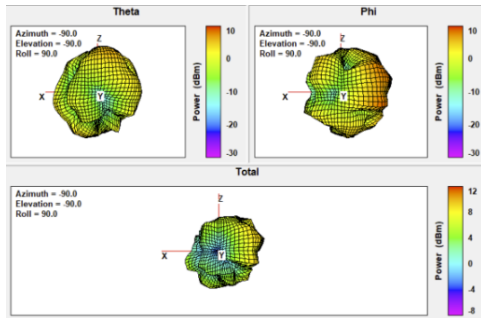 Theta
Azimuth = -90.0
Elevation = -90.0
Roll = 90.0
Z
X
Y
10
0
-10
-20
-30
Power (dBm)
Phi
Azimuth = -90.0
Elevation = -90.0
Roll = 90.0
Z
X
Y
10
0
-10
-20
-30
Power (dBm)
Total
Azimuth = -90.0
Elevation = -90.0
Roll = 90.0
Z
X
Y
12
8
4
0
-4
-8
Power (dBm)